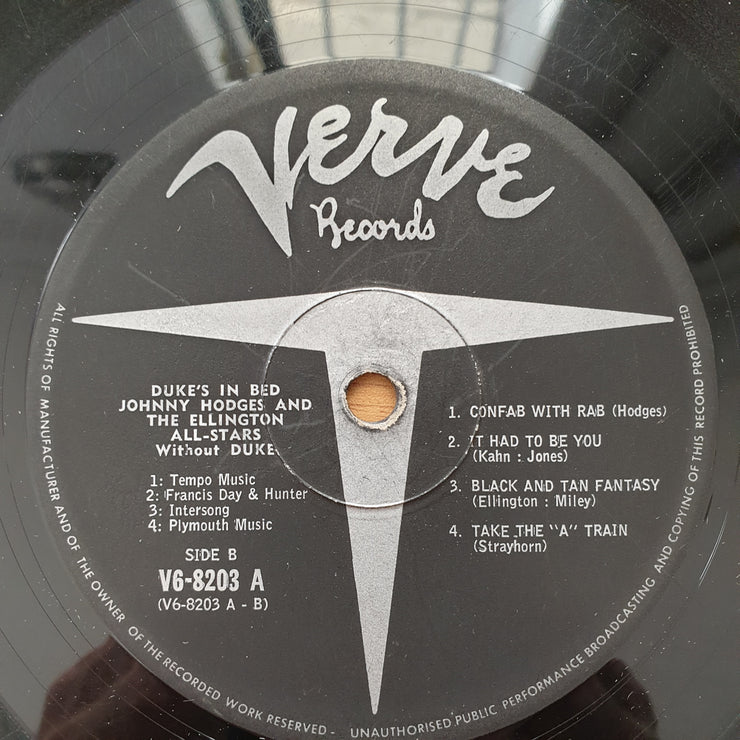 Verve
Records
DUKE'S IN BED
JOHNNY HODGES AND
THE ELLINGTON
ALL-STARS
Without DUKE
1: Tempo Music
2: Francis Day & Hunter
3: Intersong
4: Plymouth Music
SIDE B
V6-8203 A
(V6-8203 A - B)
1. CONFAB WITH RAB (Hodges)
2. IT HAD TO BE YOU
(Kahn : Jones)
3. BLACK AND TAN FANTASY
(Ellington : Miley)
4. TAKE THE "A" TRAIN
(Strayhorn)
ALL RIGHTS OF MANUFACTURER AND OF THE OWNER OF THE RECORDED WORK RESERVED - UNAUTHORISED PUBLIC PERFORMANCE BROADCASTING AND COPYING OF THIS RECORD PROHIBITED